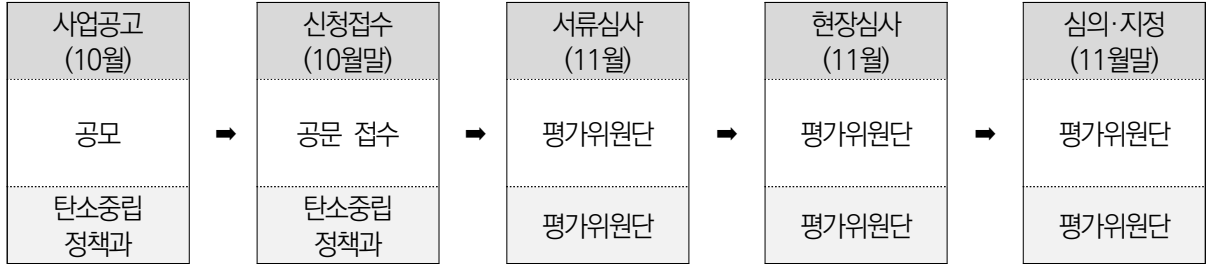 사업공고
(10월)
공모
탄소중립
정책과
➡
신청접수
(10월말)
공문 접수
탄소중립
정책과
➡
서류심사
(11월)
평가위원단
평가위원단
➡
현장심사
(11월)
평가위원단
평가위원단
➡
심의·지정
(11월말)
평가위원단
평가위원단